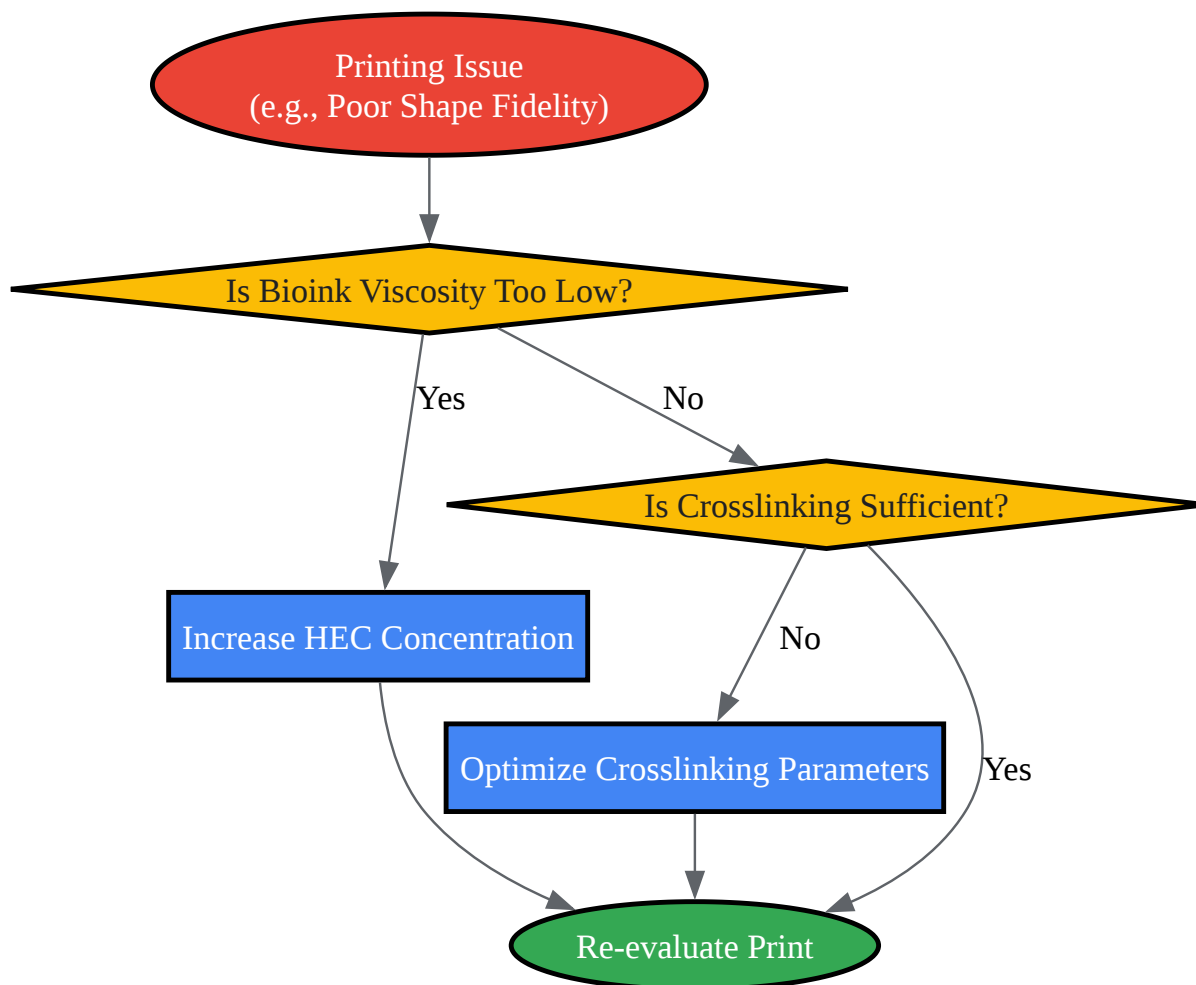 Printing Issue
(e.g., Poor Shape Fidelity)
Is Bioink Viscosity Too Low?
Yes
No
Is Crosslinking Sufficient?
Increase HEC Concentration
No
Optimize Crosslinking Parameters
Yes
Re-evaluate Print